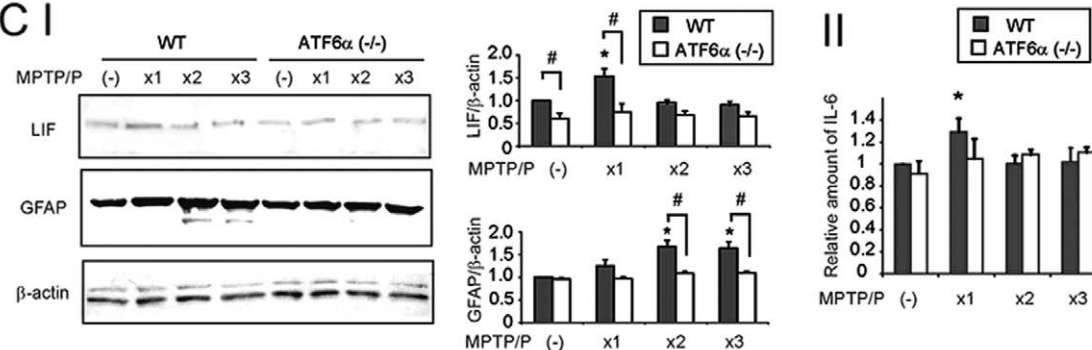 C I
WT ATF6α (-/-)
MPTP/P (-) x1 x2 x3 (-) x1 x2 x3
LIF
GFAP
β-actin
WT
ATF6α (-/-)
LIF/β-actin
2.0
1.5
1.0
0.5
0
# # *
MPTP/P (-) x1 x2 x3
GFAP/β-actin
2.0
1.5
1.0
0.5
0
# #
* *
MPTP/P (-) x1 x2 x3
II
WT
ATF6α (-/-)
Relative amount of IL-6
1.4
1.2
1
0.8
0.6
0.4
0.2
0
*
MPTP/P (-) x1 x2 x3